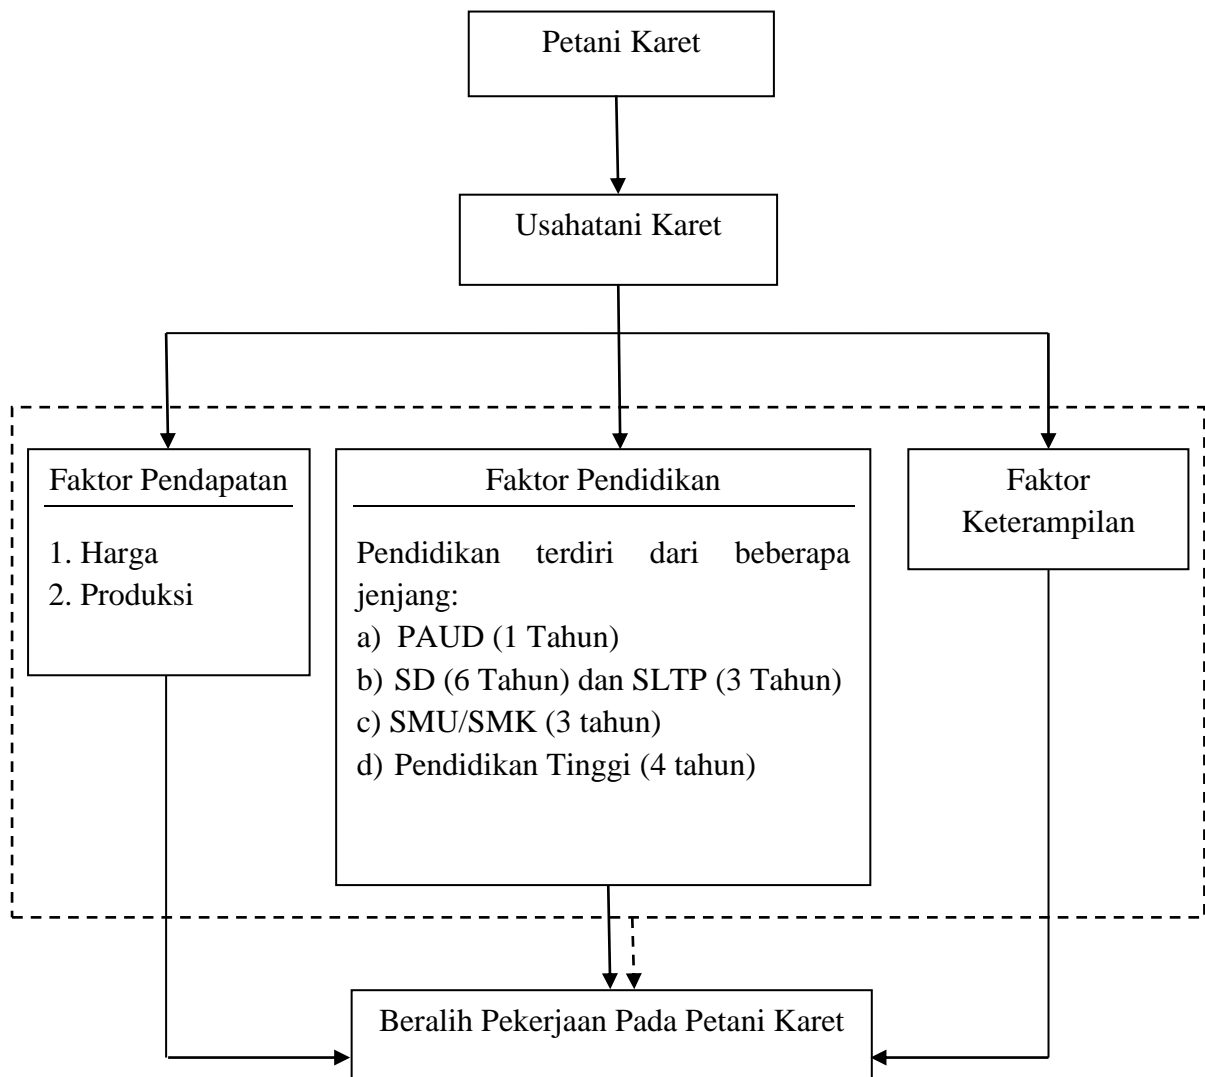 Petani Karet
Usahatani Karet
Faktor Pendapatan
1. Harga
2. Produksi
Faktor Pendidikan
Pendidikan terdiri dari beberapa
jenjang:
a) PAUD (1 Tahun)
b) SD (6 Tahun) dan SLTP (3 Tahun)
c) SMU/SMK (3 tahun)
d) Pendidikan Tinggi (4 tahun)
Faktor
Keterampilan
Beralih Pekerjaan Pada Petani Karet